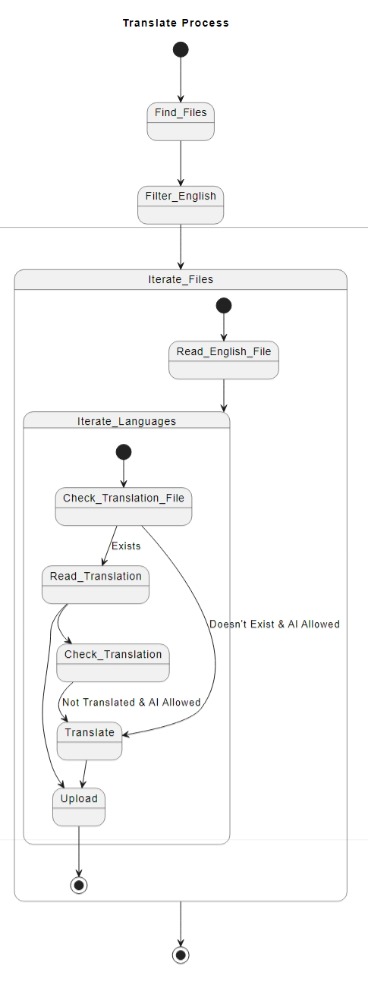 Translate Process
Find_Files
Filter_English
Iterate_Files
Read_English_File
Iterate_Languages
Check_Translation_File
Exists
Read_Translation
Doesn't Exist & AI Allowed
Check_Translation
Not Translated & AI Allowed
Translate
Upload